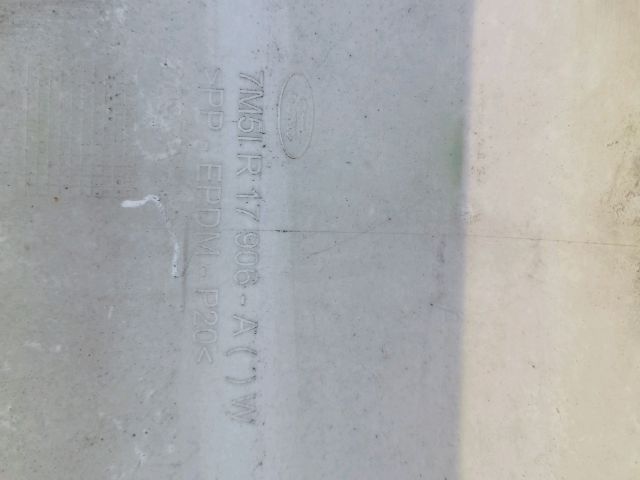 7M51 R17906-A( )W
>PP + EPDM - P20<